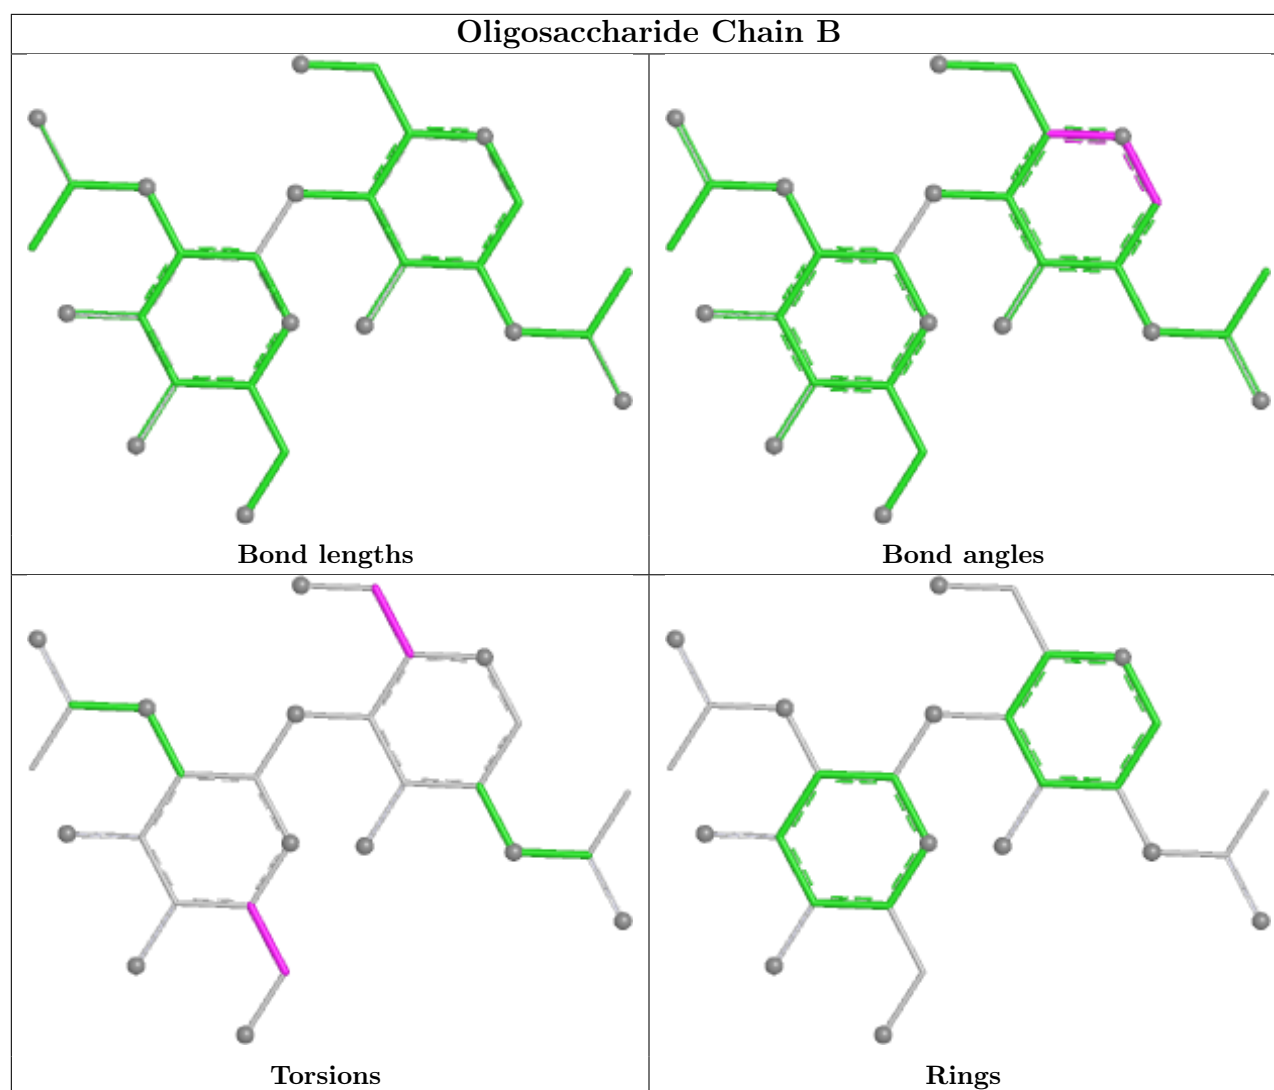 Oligosaccharide Chain B
Bond lengths
Bond angles
Torsions
Rings